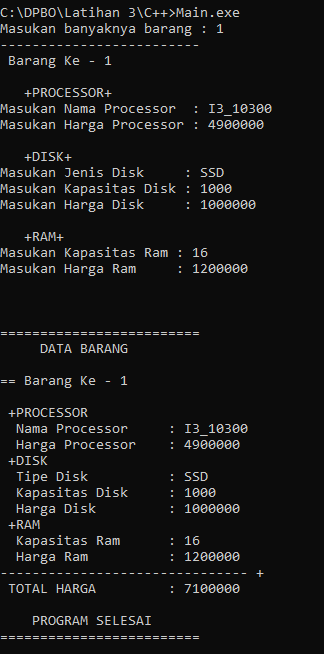 C:\DPBO\Latihan 3\C++>Main.exe
Masukan banyaknya barang : 1
-------------------------
Barang Ke - 1
+PROCESSOR+
Masukan Nama Processor : I3_10300
Masukan Harga Processor : 4900000
+DISK+
Masukan Jenis Disk : SSD
Masukan Kapasitas Disk : 1000
Masukan Harga Disk : 1000000
+RAM+
Masukan Kapasitas Ram : 16
Masukan Harga Ram : 1200000
=========================
DATA BARANG
== Barang Ke - 1
+PROCESSOR
Nama Processor : I3_10300
Harga Processor : 4900000
+DISK
Tipe Disk : SSD
Kapasitas Disk : 1000
Harga Disk : 1000000
+RAM
Kapasitas Ram : 16
Harga Ram : 1200000
------------------------------- +
TOTAL HARGA : 7100000
PROGRAM SELESAI
=========================